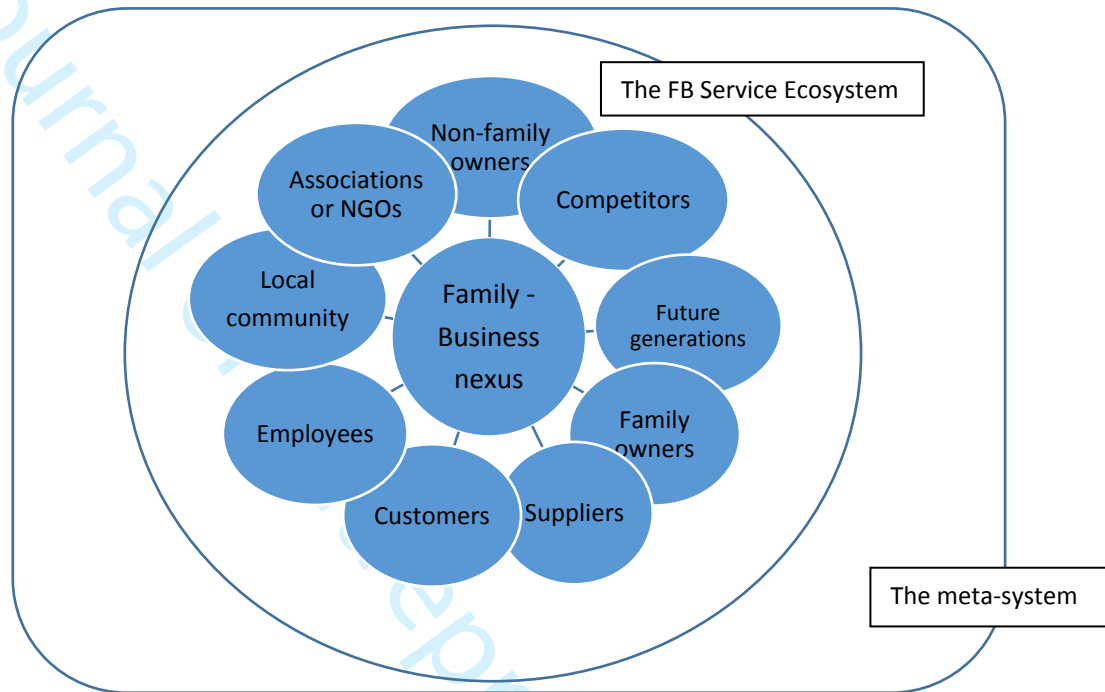 The FB Service Ecosystem
Non-family
owners
Competitors
Associations
or NGOs
Local
community
Family -
Business
nexus
Future
generations
Family
owners
Employees
Customers
Suppliers
The meta-system